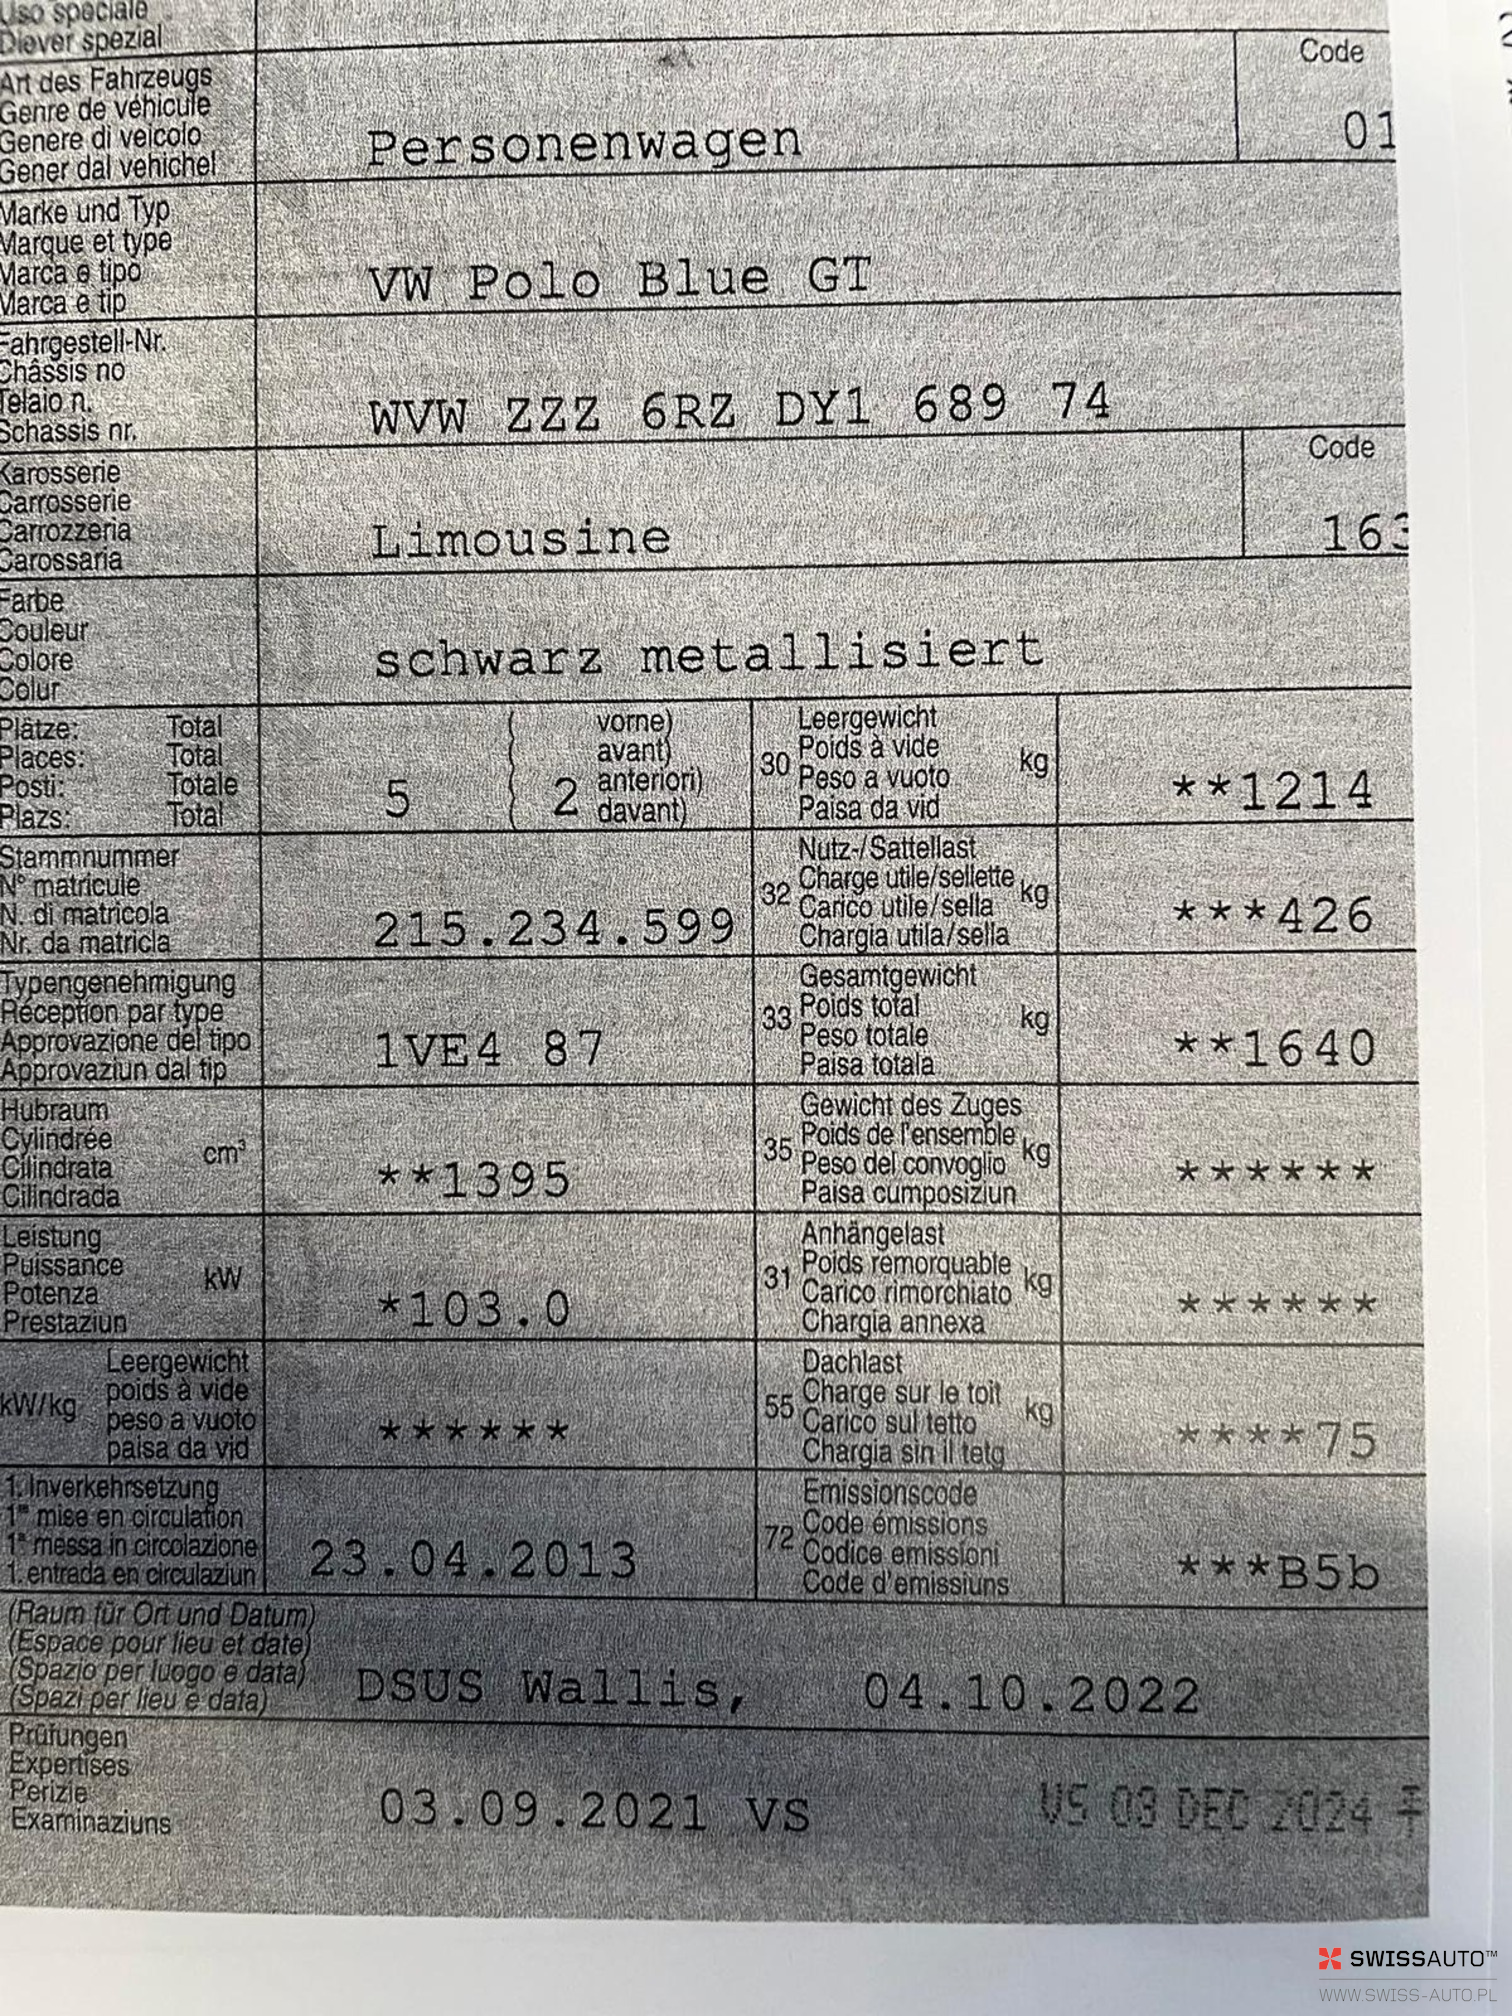 Uso speciale
Diever spezial
Art des Fahrzeugs
Genre de véhicule
Genere di veicolo
Gener dal vehichel
Personenwagen
Code
01
Marke und Typ
Marque et type
Marca e tipo
Marca e tip
VW Polo Blue GT
Fahrgestell-Nr.
Châssis no
Telaio n.
Schassis nr.
WVW ZZZ 6RZ DY1 689 74
Karosserie
Carrosserie
Carrozzeria
Carossaria
Limousine
Code
163
Farbe
Couleur
Colore
Colur
schwarz metallisiert
Plätze: Total
Places: Total
Posti: Totale
Plazs: Total
5
( 2
vorne)
avant)
anteriori)
davant)
30
Leergewicht
Poids à vide
Peso a vuoto
Paisa da vid
kg
**1214
Stammnummer
N° matricule
N. di matricola
Nr. da matricla
215.234.599
32
Nutz-/Sattellast
Charge utile/sellette
Carico utile/sella
Chargia utila/sella
kg
***426
Typengenehmigung
Réception par type
Approvazione del tipo
Approvaziun dal tip
1VE4 87
33
Gesamtgewicht
Poids total
Peso totale
Paisa totala
kg
**1640
Hubraum
Cylindrée
Cilindrata
Cilindrada
cm³
**1395
35
Gewicht des Zuges
Poids de l'ensemble
Peso del convoglio
Paisa cumposiziun
kg
******
Leistung
Puissance
Potenza
Prestaziun
kW
*103.0
31
Anhängelast
Poids remorquable
Carico rimorchiato
Chargia annexa
kg
******
kW/kg
Leergewicht
poids à vide
peso a vuoto
paisa da vid
******
55
Dachlast
Charge sur le toit
Carico sul tetto
Chargia sin il tetg
kg
****75
1. Inverkehrsetzung
1re mise en circulation
1a messa in circolazione
1. entrada en circulaziun
23.04.2013
72
Emissionscode
Code émissions
Codice emissioni
Code d'emissiuns
***B5b
(Raum für Ort und Datum)
(Espace pour lieu et date)
(Spazio per luogo e data)
(Spazi per lieu e data)
DSUS Wallis, 04.10.2022
Prüfungen
Expertises
Perizie
Examinaziuns
03.09.2021 VS
VS 03 DEC 2024
SWISSAUTO™
WWW.SWISS-AUTO.PL